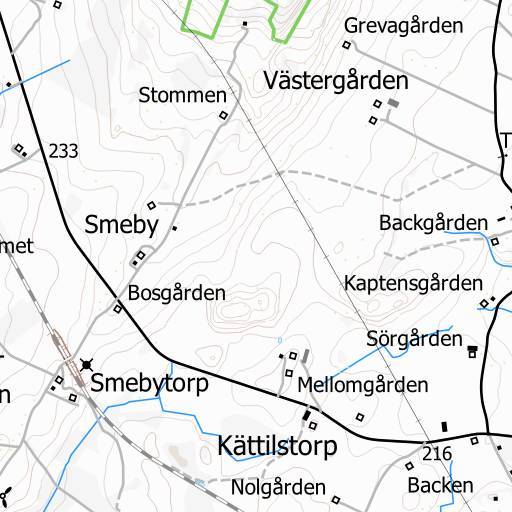 Grevagården
Västergården
Stommen
233
T
Smeby
Backgården
met
Kaptensgården
Bosgården
Sörgården
Smebytorp
Mellomgården
n
Kättilstorp
216
Nolgården
Backen